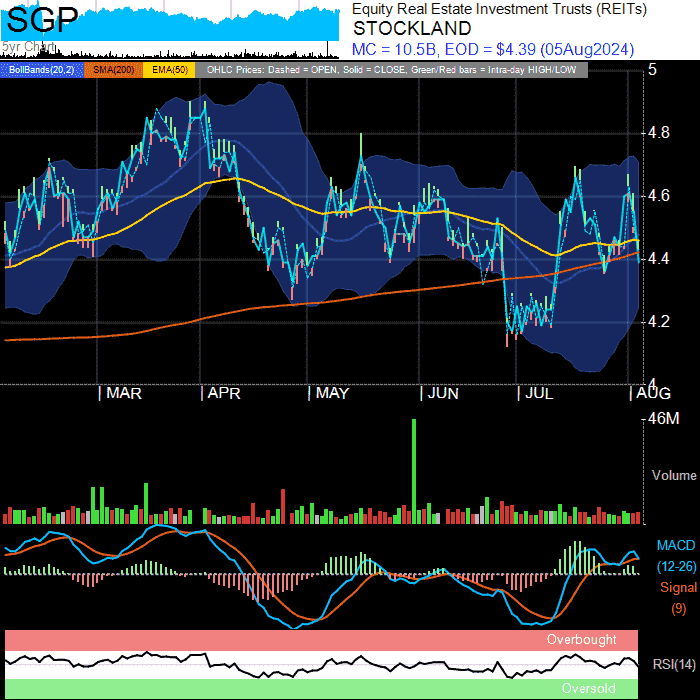 SGP
5yr Chart
Equity Real Estate Investment Trusts (REITs)
STOCKLAND
MC = 10.5B, EOD = $4.39 (05Aug2024)
BollBands(20,2) SMA(200) EMA(50) OHLC Prices: Dashed = OPEN, Solid = CLOSE, Green/Red bars = Intra-day HIGH/LOW
5
4.8
4.6
4.4
4.2
4
| MAR | APR | MAY | JUN | JUL | AUG
46M
Volume
MACD
(12-26)
Signal
(9)
Overbought
RSI(14)
Oversold